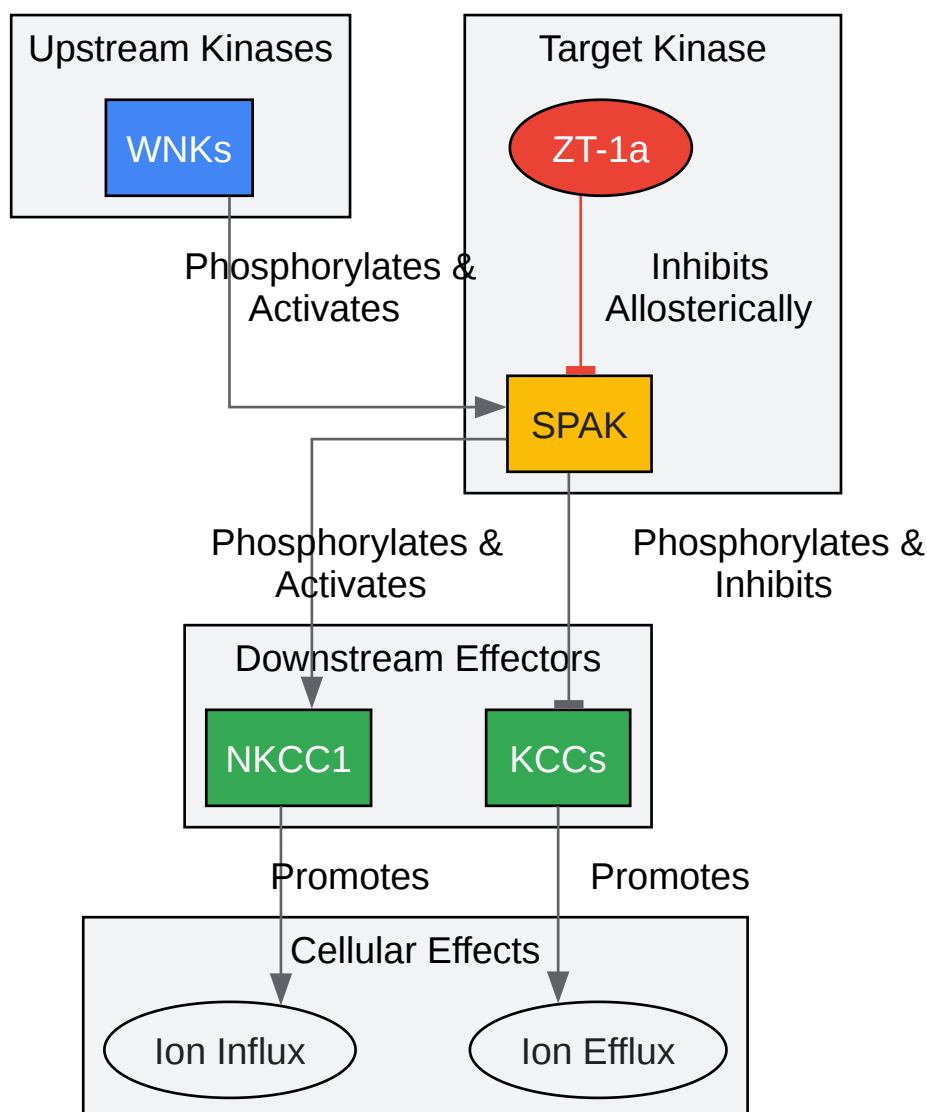 Upstream Kinases
Target Kinase
WNKs
ZT-1a
Phosphorylates &
Activates
Inhibits
Allosterically
SPAK
Phosphorylates &
Activates
Phosphorylates &
Inhibits
Downstream Effectors
NKCC1
KCCs
Promotes
Promotes
Cellular Effects
Ion Influx
Ion Efflux